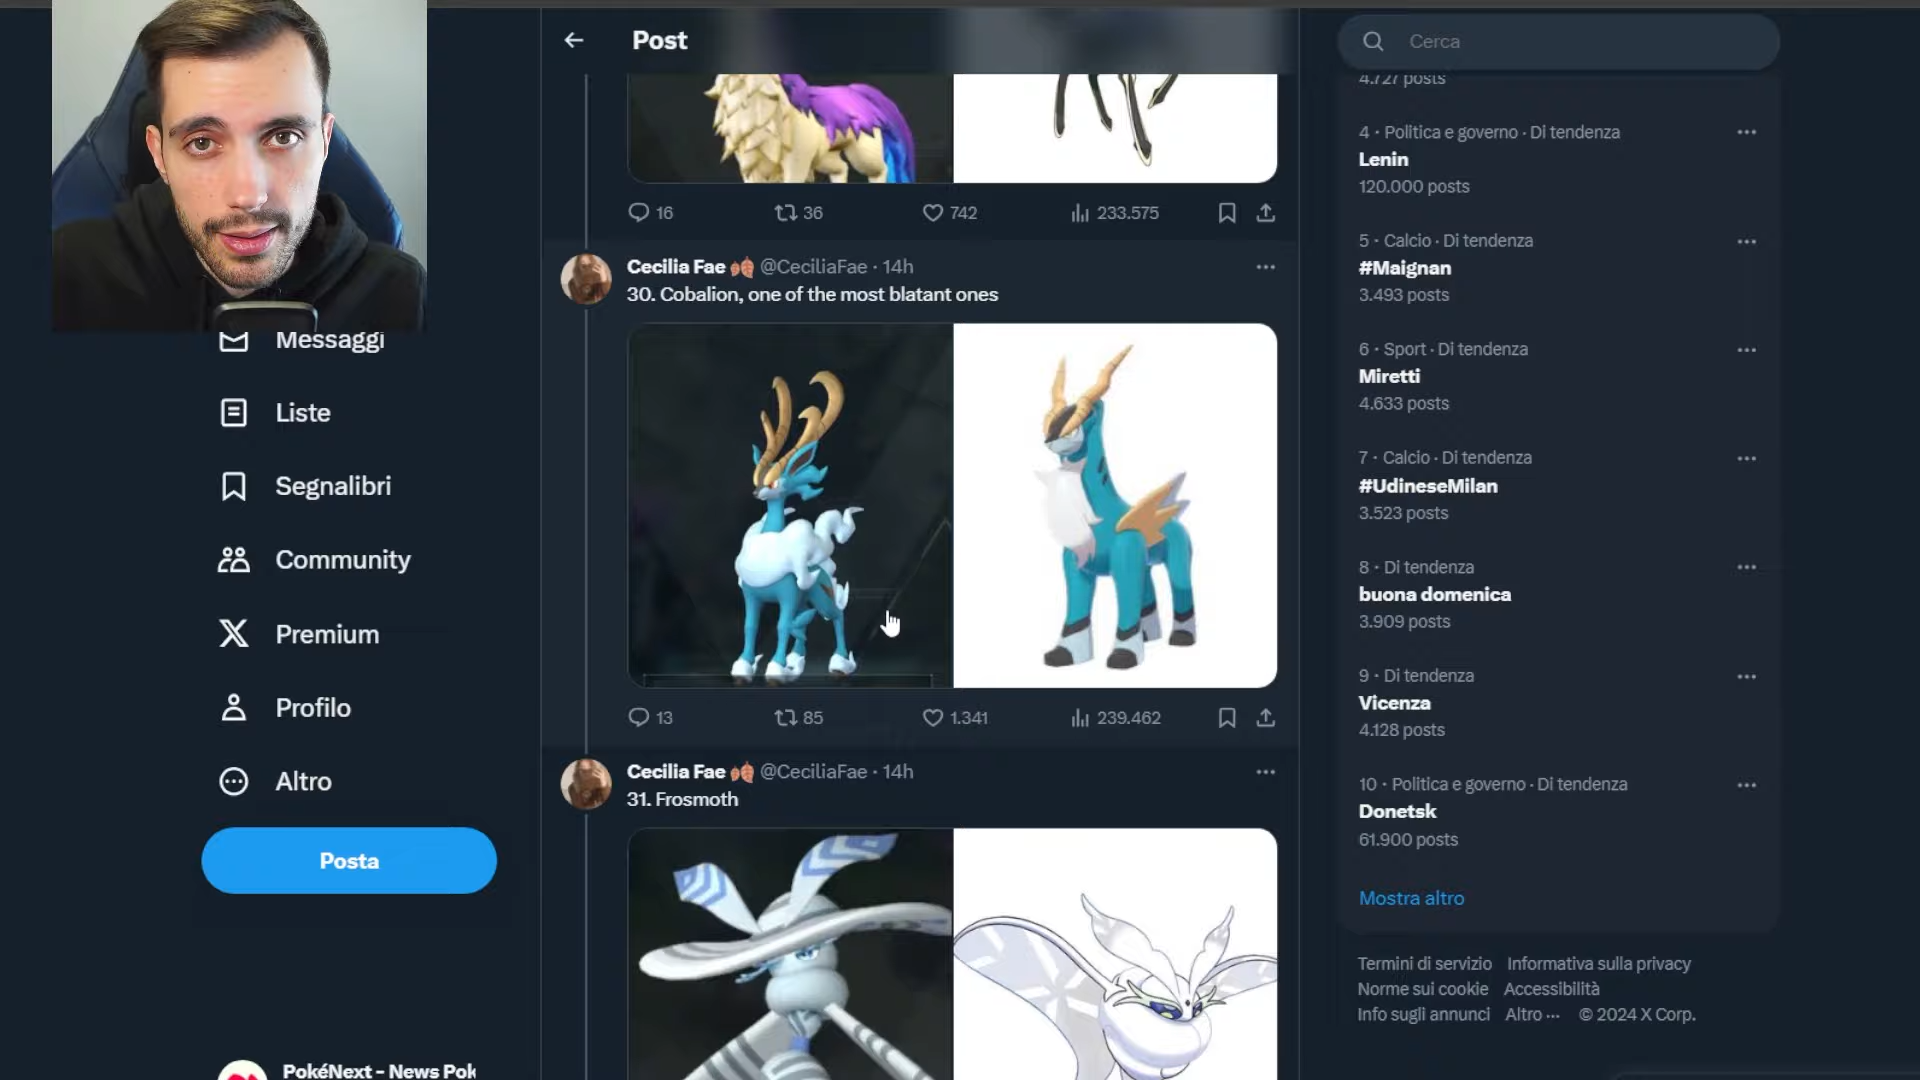 Post
Cerca
16
36
742
233.575
Cecilia Fae @CeciliaFae · 14h
30. Cobalion, one of the most blatant ones
13
85
1.341
239.462
Cecilia Fae @CeciliaFae · 14h
31. Frosmoth
Messaggi
Liste
Segnalibri
Community
Premium
Profilo
Altro
Posta
PokéNext - News Pok
4.727 posts
4 · Politica e governo · Di tendenza
Lenin
120.000 posts
5 · Calcio · Di tendenza
#Maignan
3.493 posts
6 · Sport · Di tendenza
Miretti
4.633 posts
7 · Calcio · Di tendenza
#UdineseMilan
3.523 posts
8 · Di tendenza
buona domenica
3.909 posts
9 · Di tendenza
Vicenza
4.128 posts
10 · Politica e governo · Di tendenza
Donetsk
61.900 posts
Mostra altro
Termini di servizio Informativa sulla privacy
Norme sui cookie Accessibilità
Info sugli annunci Altro ··· © 2024 X Corp.